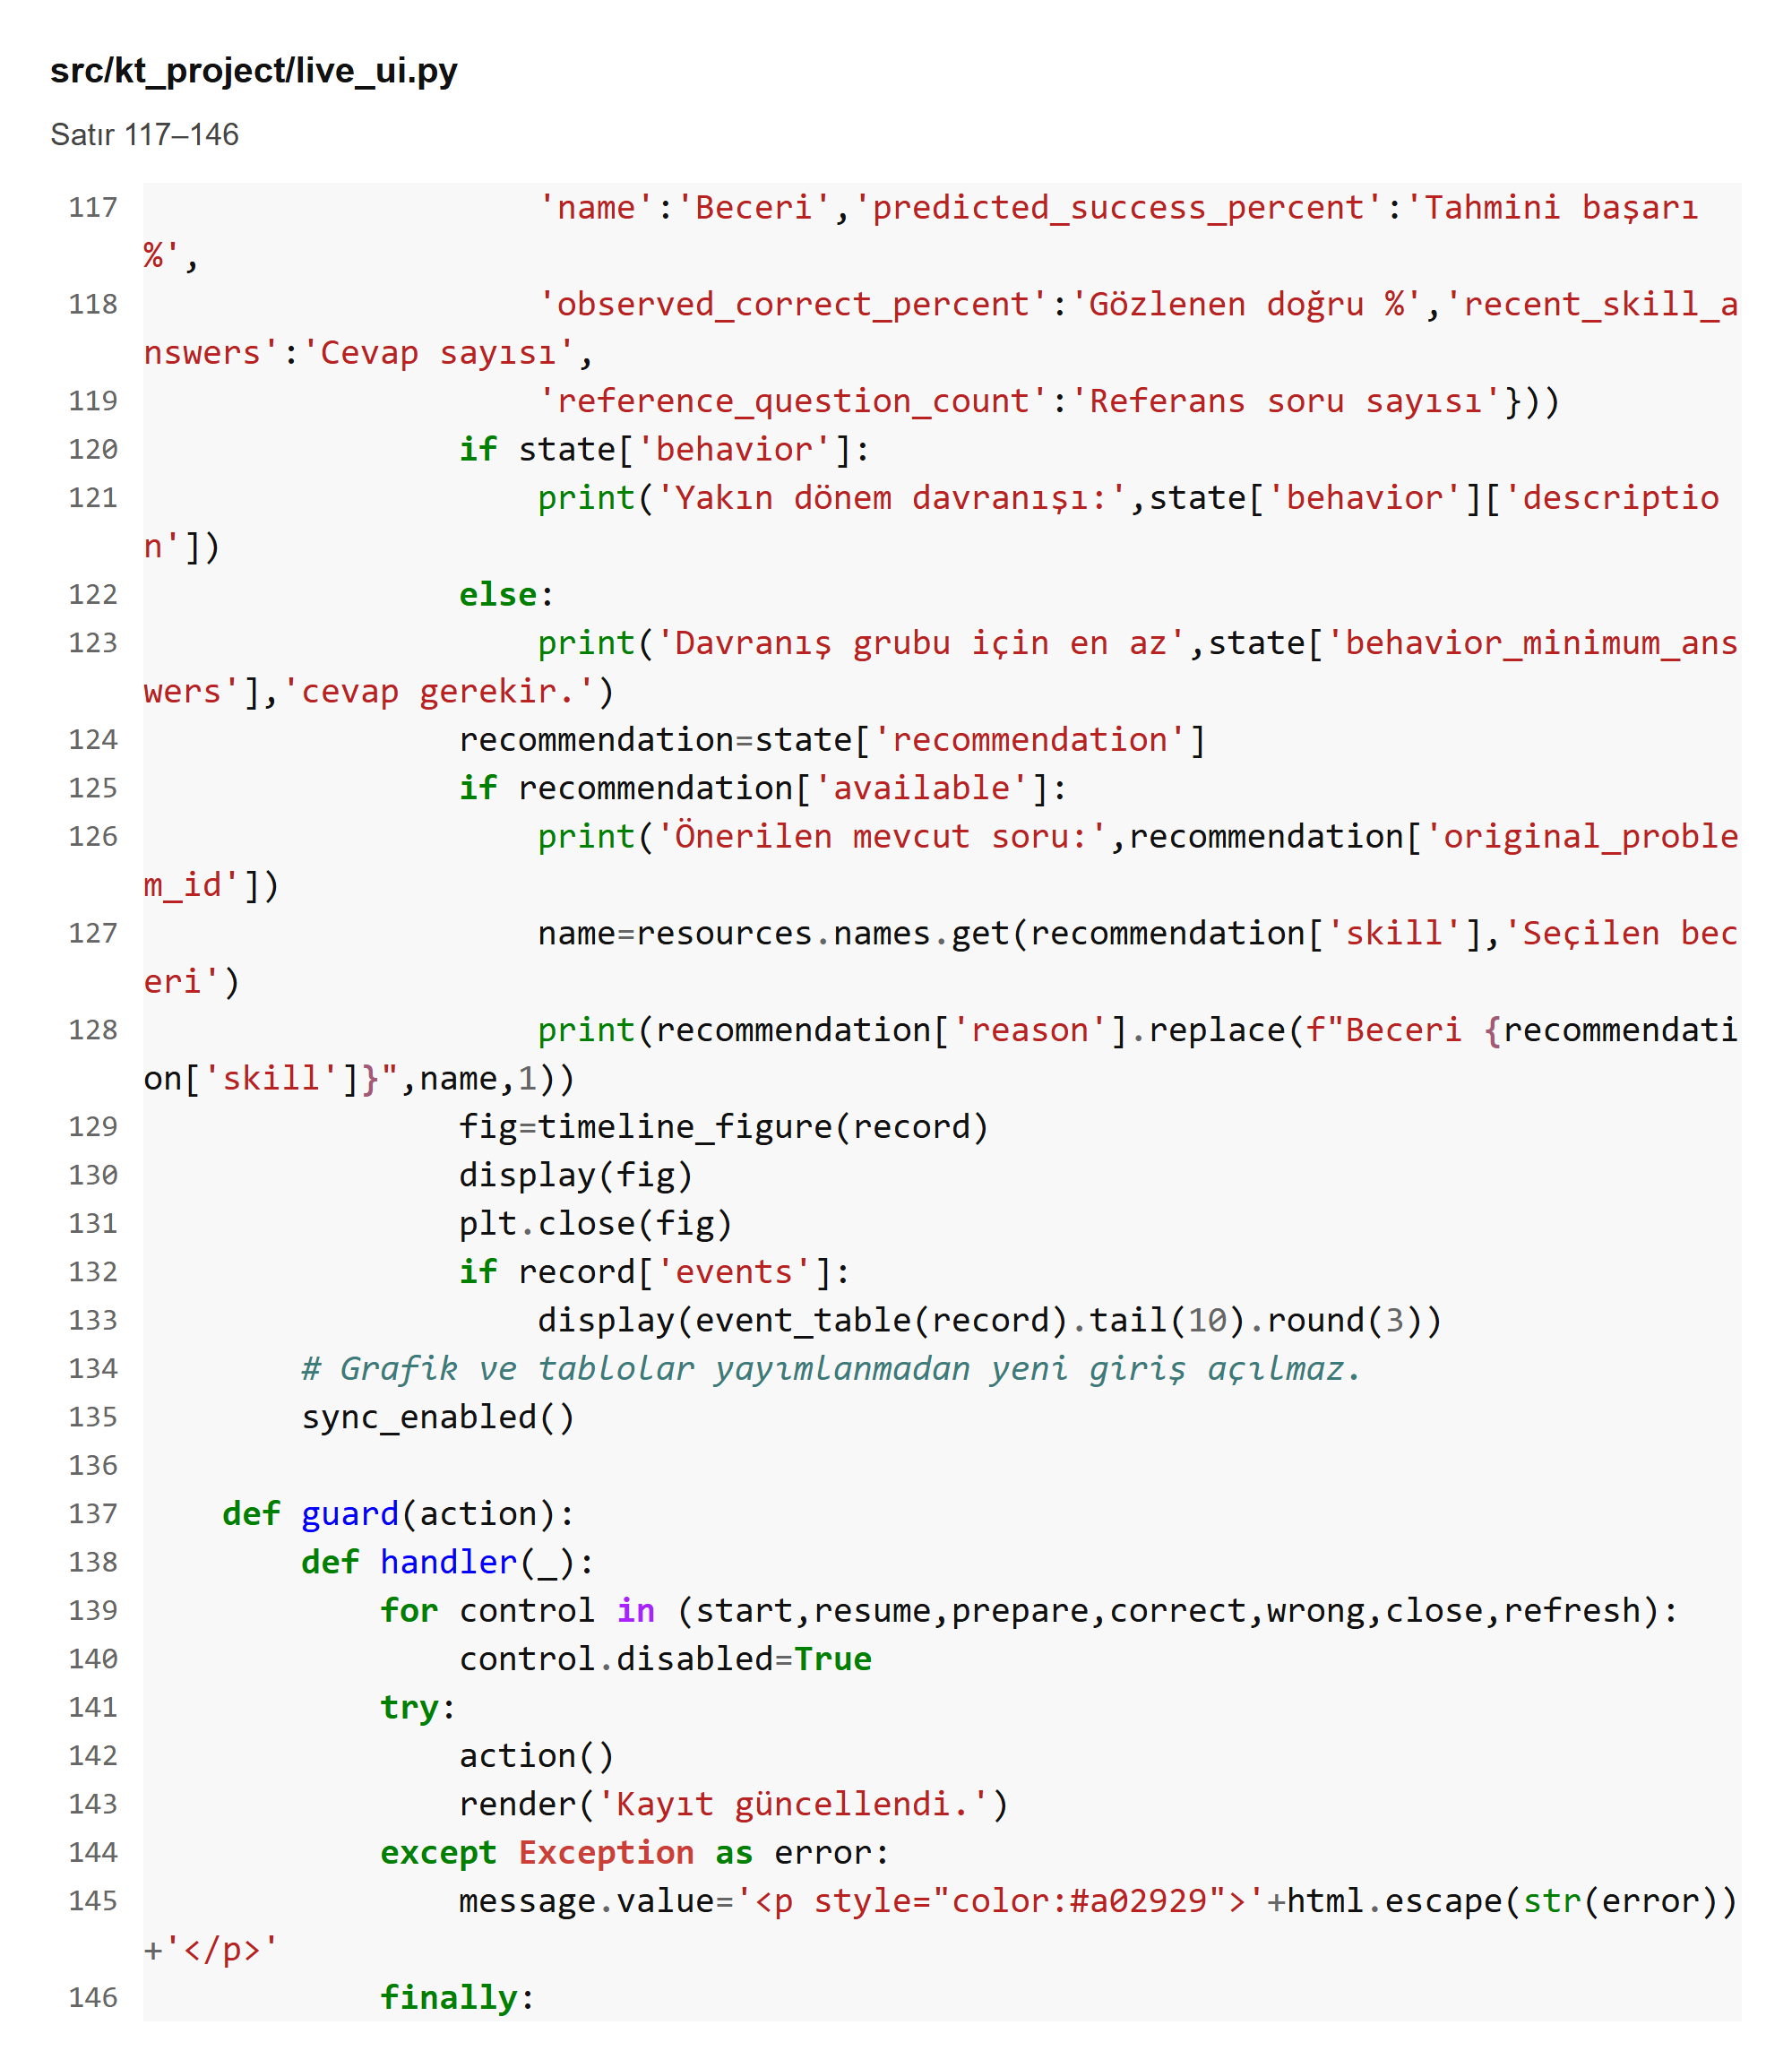 src/kt_project/live_ui.py
Satır 117–146
117                     'name':'Beceri','predicted_success_percent':'Tahmini başarı
%',
118                     'observed_correct_percent':'Gözlenen doğru %','recent_skill_a
nswers':'Cevap sayısı',
119                     'reference_question_count':'Referans soru sayısı'}))
120                 if state['behavior']:
121                     print('Yakın dönem davranışı:',state['behavior']['descriptio
n'])
122                 else:
123                     print('Davranış grubu için en az',state['behavior_minimum_ans
wers'],'cevap gerekir.')
124                 recommendation=state['recommendation']
125                 if recommendation['available']:
126                     print('Önerilen mevcut soru:',recommendation['original_proble
m_id'])
127                     name=resources.names.get(recommendation['skill'],'Seçilen bec
eri')
128                     print(recommendation['reason'].replace(f"Beceri {recommendati
on['skill']}",name,1))
129                 fig=timeline_figure(record)
130                 display(fig)
131                 plt.close(fig)
132                 if record['events']:
133                     display(event_table(record).tail(10).round(3))
134         # Grafik ve tablolar yayımlanmadan yeni giriş açılmaz.
135         sync_enabled()
136
137     def guard(action):
138         def handler(_):
139             for control in (start,resume,prepare,correct,wrong,close,refresh):
140                 control.disabled=True
141             try:
142                 action()
143                 render('Kayıt güncellendi.')
144             except Exception as error:
145                 message.value='<p style="color:#a02929">'+html.escape(str(error))
+'</p>'
146             finally: